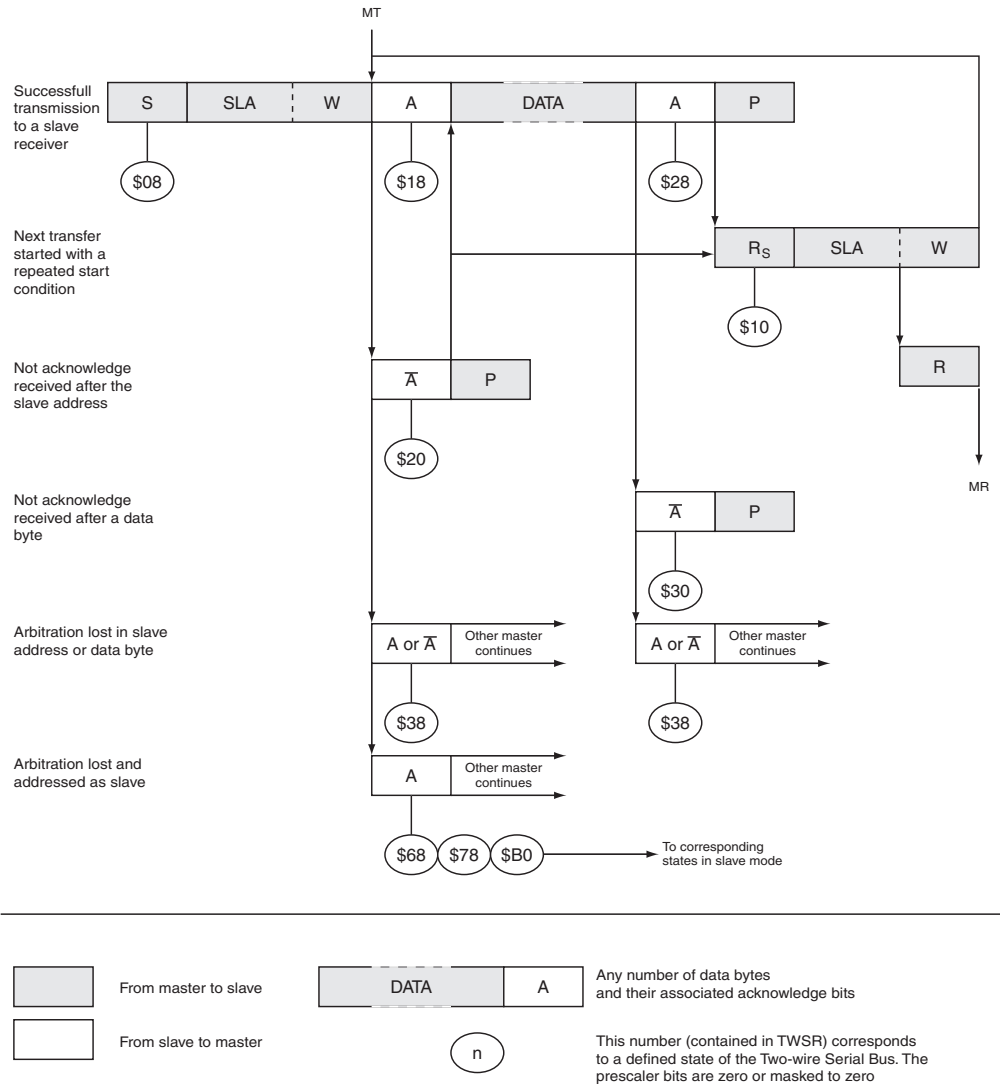 MT
Successfull
transmission
to a slave
receiver
S SLA W A DATA A P
$08 $18 $28
Next transfer
started with a
repeated start
condition
RS SLA W
$10
Not acknowledge
received after the
slave address
A̅ P
R
$20
MR
Not acknowledge
received after a data
byte
A̅ P
$30
Arbitration lost in slave
address or data byte
A or A̅ Other master
continues
A or A̅ Other master
continues
$38 $38
Arbitration lost and
addressed as slave
A Other master
continues
$68 $78 $B0
To corresponding
states in slave mode
From master to slave
DATA A
Any number of data bytes
and their associated acknowledge bits
From slave to master
n
This number (contained in TWSR) corresponds
to a defined state of the Two-wire Serial Bus. The
prescaler bits are zero or masked to zero